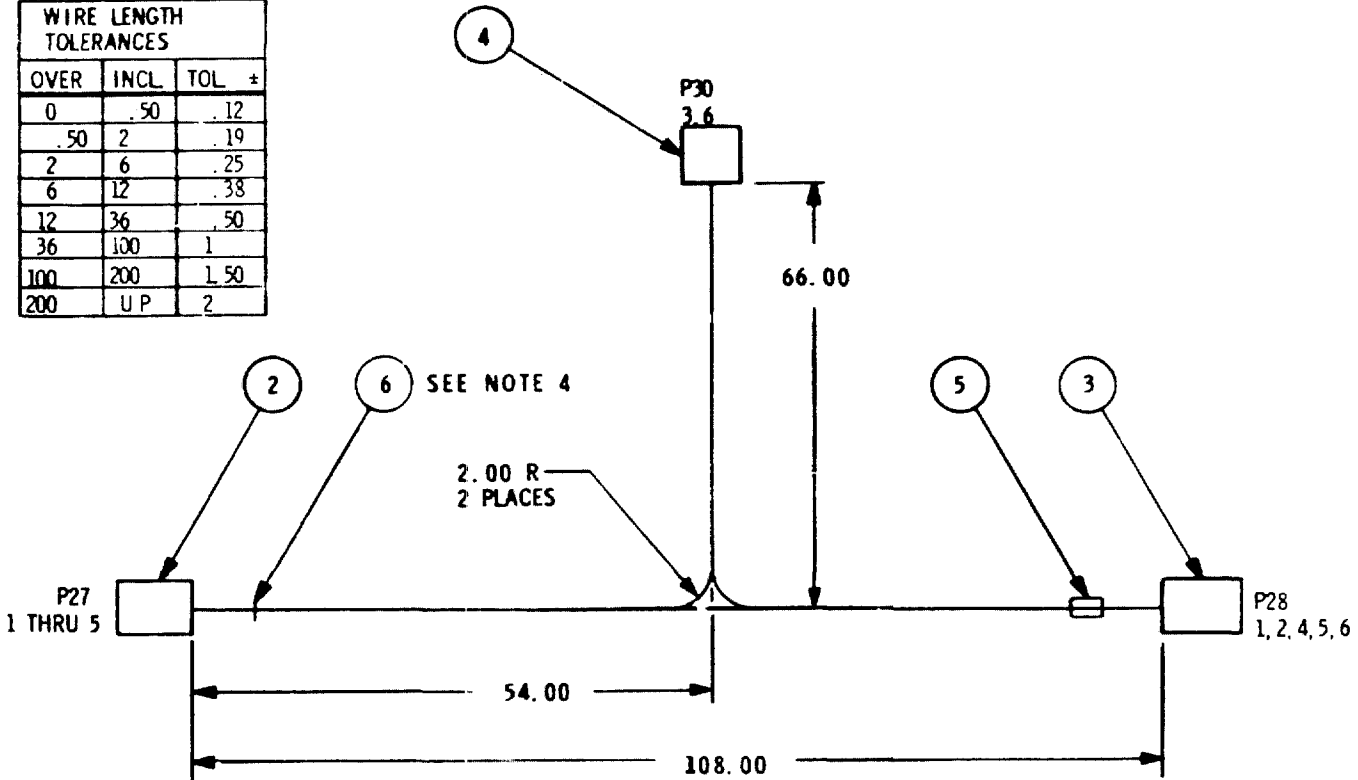 WIRE LENGTH
TOLERANCES
OVER INCL TOL ±
0 .50 .12
.50 2 .19
2 6 .25
6 12 .38
12 36 .50
36 100 1
100 200 1.50
200 UP 2
4
P30
3,6
66.00
2
6 SEE NOTE 4
5
3
2.00 R
2 PLACES
P27
1 THRU 5
P28
1, 2, 4, 5, 6
54.00
108.00